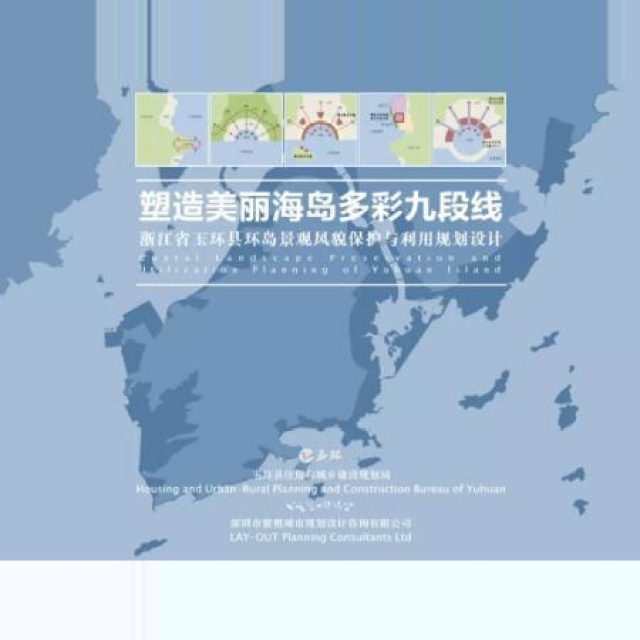 塑造美丽海岛多彩九段线
浙江省玉环县环岛景观风貌保护与利用规划设计
Costal Landscape Preservation and
Utilization Planning of Yuhuan Island
玉环
玉环县住房与城乡建设规划局
Housing and Urban-Rural Planning and Construction Bureau of Yuhuan
深圳市雷奥城市规划设计咨询有限公司
LAY-OUT Planning Consultants Ltd